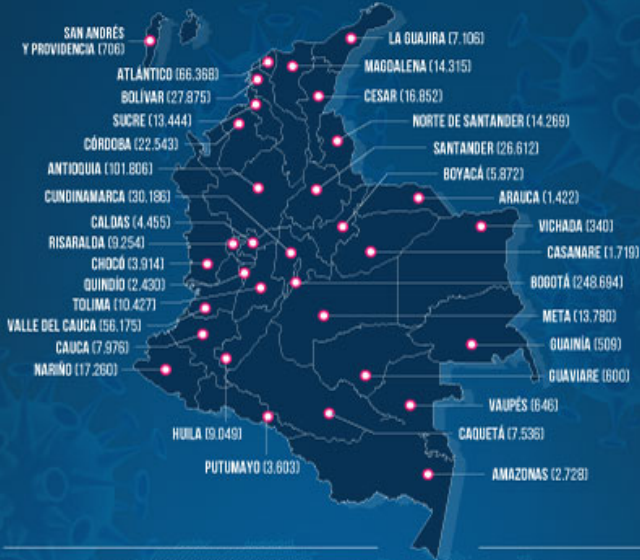 SAN ANDRÉS
Y PROVIDENCIA (706)
ATLÁNTICO (66.368)
BOLÍVAR (27.875)
SUCRE (13.444)
CÓRDOBA (22.543)
ANTIOQUIA (101.806)
CUNDINAMARCA (30.186)
CALDAS (4.455)
RISARALDA (9.254)
CHOCÓ (3.914)
QUINDÍO (2.430)
TOLIMA (10.427)
VALLE DEL CAUCA (56.175)
CAUCA (7.976)
NARIÑO (17.260)
HUILA (9.049)
PUTUMAYO (3.603)
LA GUAJIRA (7.106)
MAGDALENA (14.315)
CESAR (16.852)
NORTE DE SANTANDER (14.269)
SANTANDER (26.612)
BOYACÁ (5.872)
ARAUCA (1.422)
VICHADA (340)
CASANARE (1.719)
BOGOTÁ (248.694)
META (13.780)
GUAINÍA (509)
GUAVIARE (600)
VAUPÉS (646)
CAQUETÁ (7.536)
AMAZONAS (2.728)